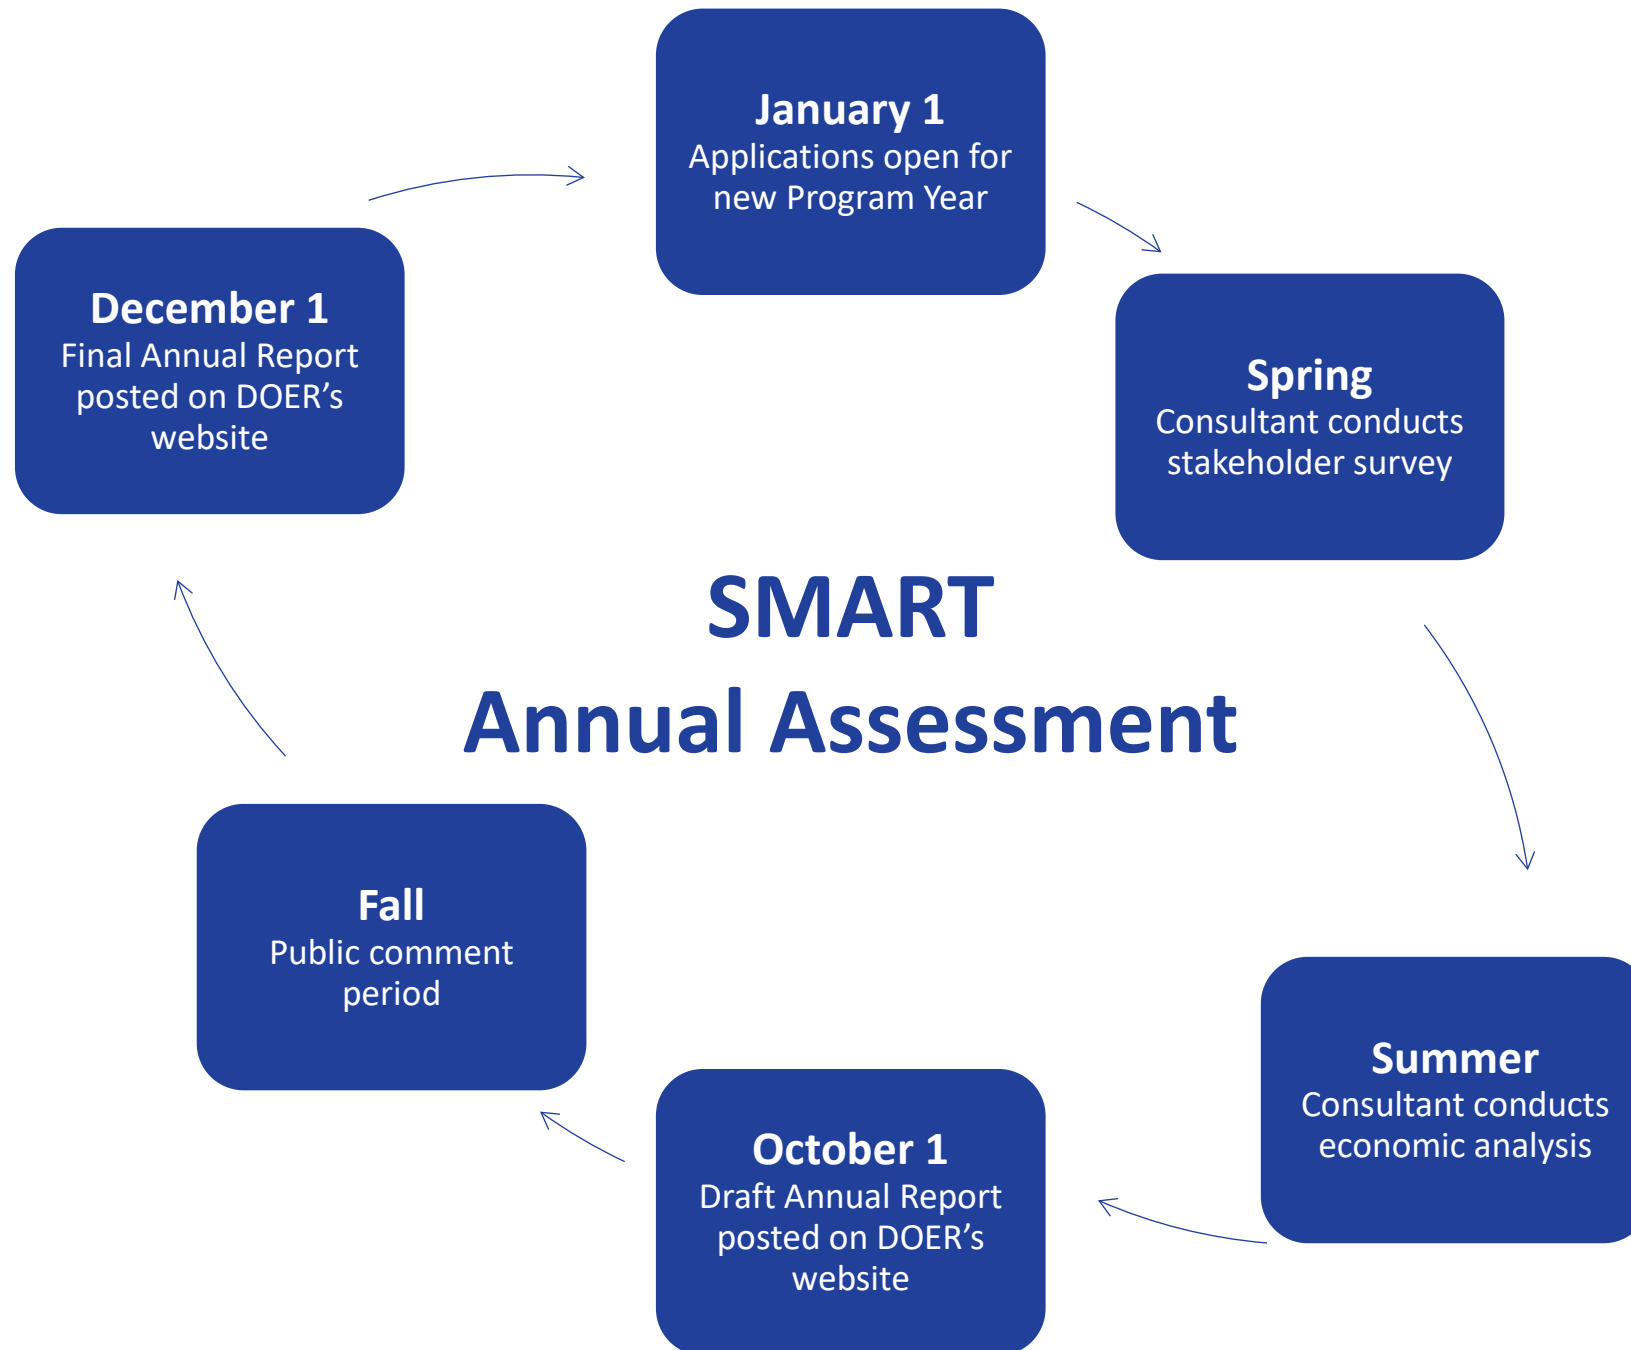 January 1
Applications open for
new Program Year
Spring
Consultant conducts
stakeholder survey
Summer
Consultant conducts
economic analysis
October 1
Draft Annual Report
posted on DOER’s
website
Fall
Public comment
period
December 1
Final Annual Report
posted on DOER’s
website
SMART
Annual Assessment